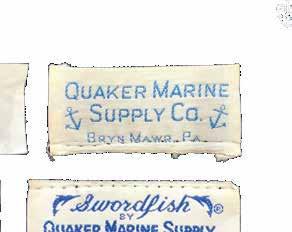 QUAKER MARINE
SUPPLY CO.
BRYN MAWR, PA.
Swordfish ®
BY
QUAKER MARINE SUPPLY